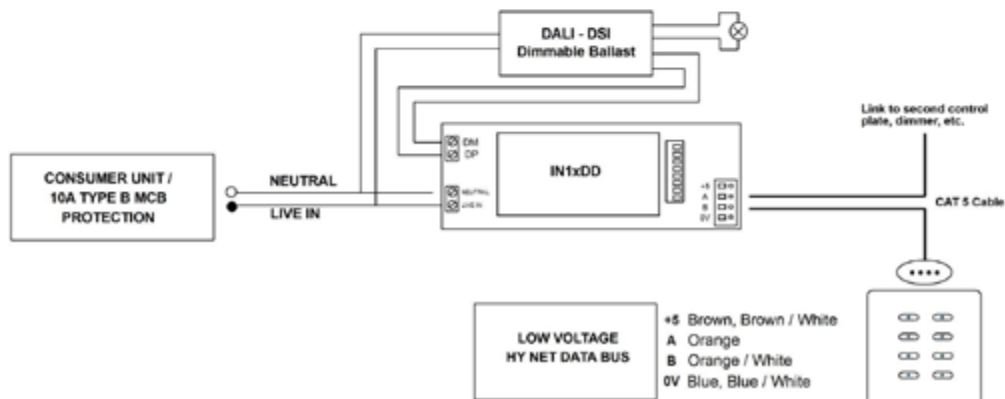 DALI - DSI
Dimmable Ballast
Link to second control
plate, dimmer, etc.
DM
DP
IN1xDD
CONSUMER UNIT /
10A TYPE B MCB
PROTECTION
NEUTRAL
LIVE IN
NEUTRAL
LIVE IN
+5
A
B
0V
CAT 5 Cable
LOW VOLTAGE
HY NET DATA BUS
+5 Brown, Brown / White
A Orange
B Orange / White
0V Blue, Blue / White